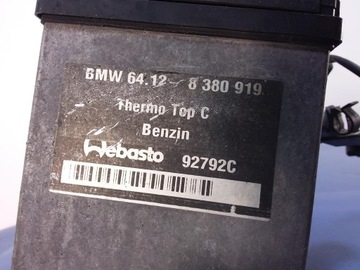 BMW 64.12- 8 380 919
Thermo Top C
Benzin
Webasto 92792C